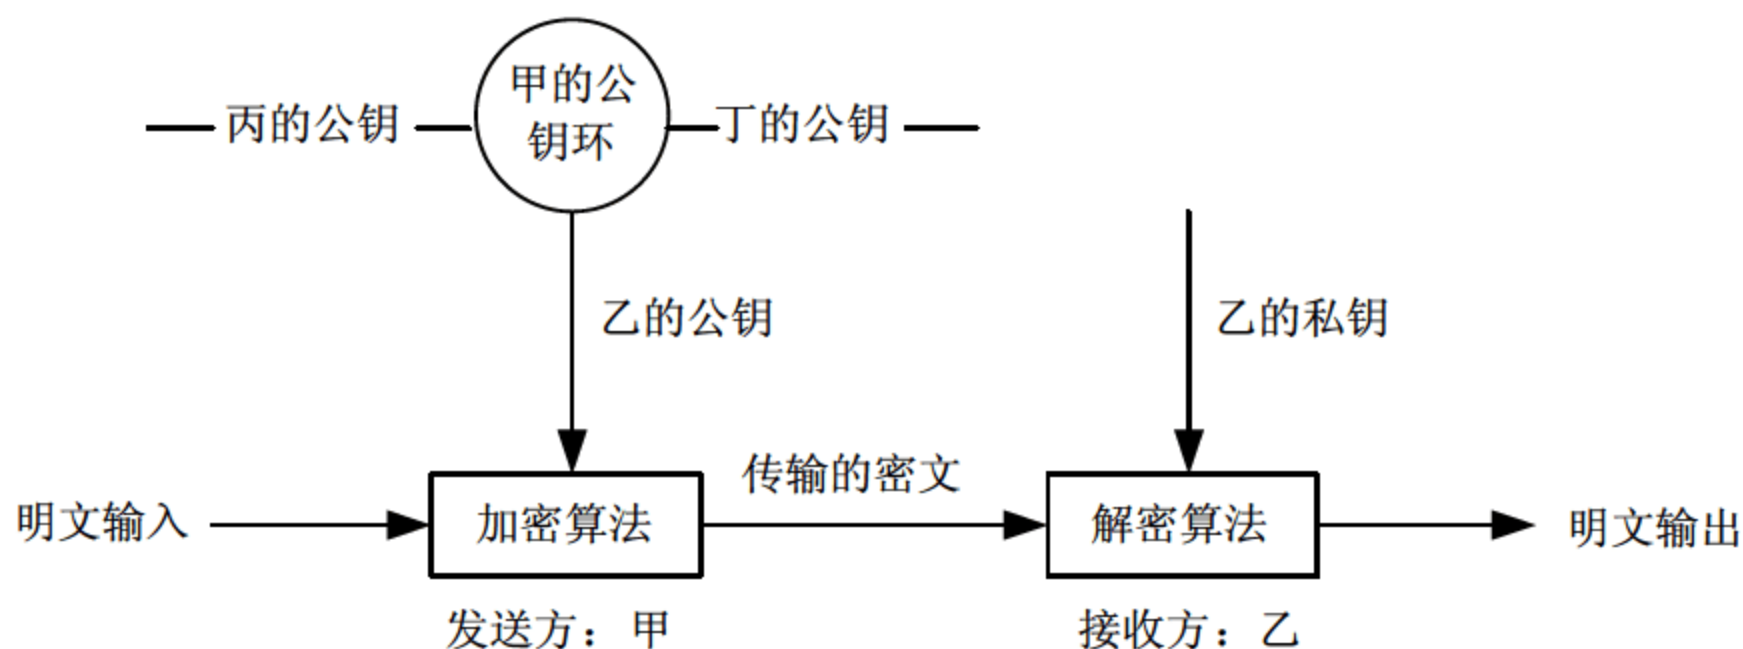 甲的公
钥环
丙的公钥
丁的公钥
乙的公钥
乙的私钥
明文输入
加密算法
传输的密文
解密算法
明文输出
发送方：甲
接收方：乙